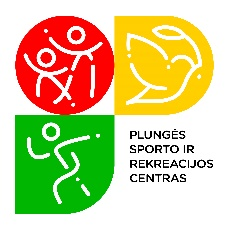 PLUNGĖS
SPORTO IR
REKREACIJOS
CENTRAS